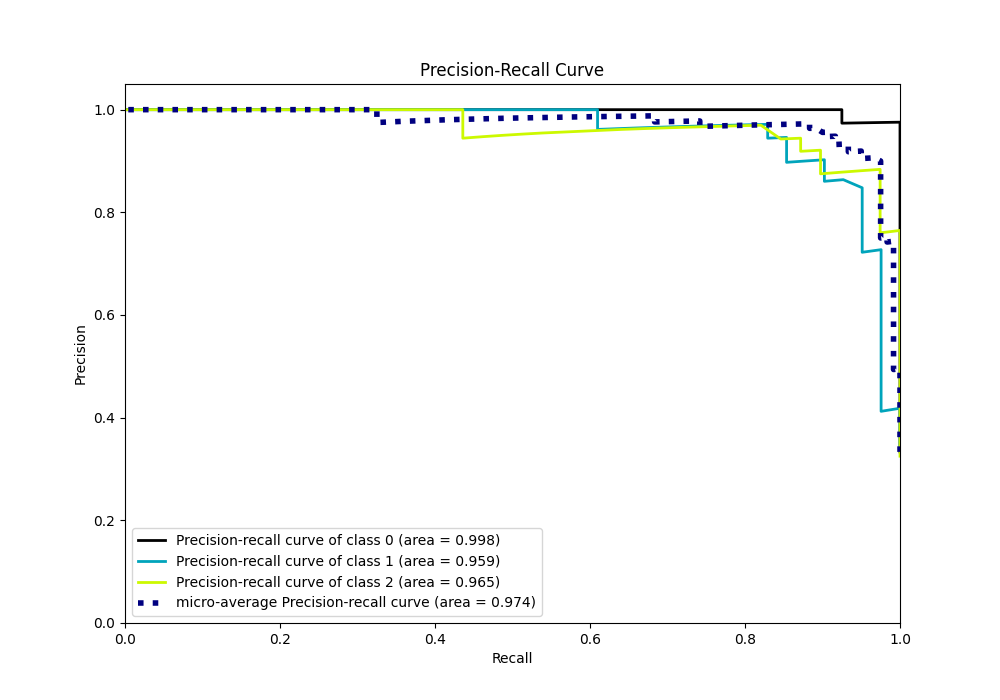 Precision-Recall Curve
1.0
0.8
0.6
0.4
0.2
0.0
Precision
Precision-recall curve of class 0 (area = 0.998)
Precision-recall curve of class 1 (area = 0.959)
Precision-recall curve of class 2 (area = 0.965)
micro-average Precision-recall curve (area = 0.974)
0.0 0.2 0.4 0.6 0.8 1.0
Recall